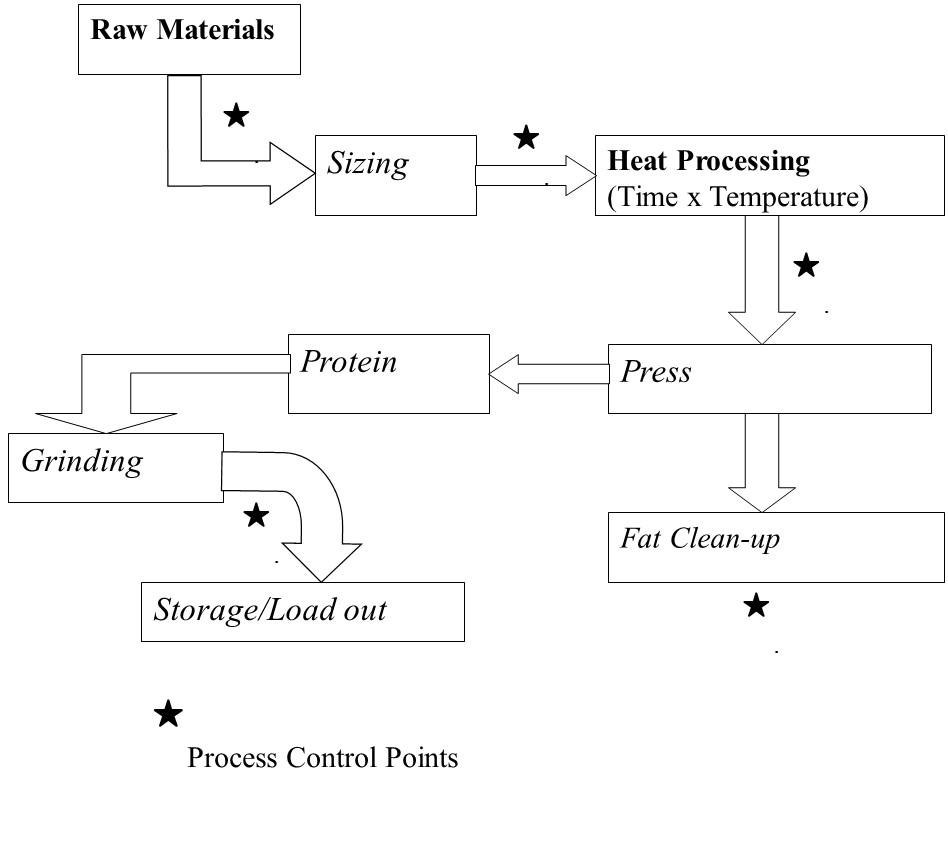 Raw Materials
Sizing
Heat Processing
(Time x Temperature)
Protein
Press
Grinding
Fat Clean-up
Storage/Load out
Process Control Points